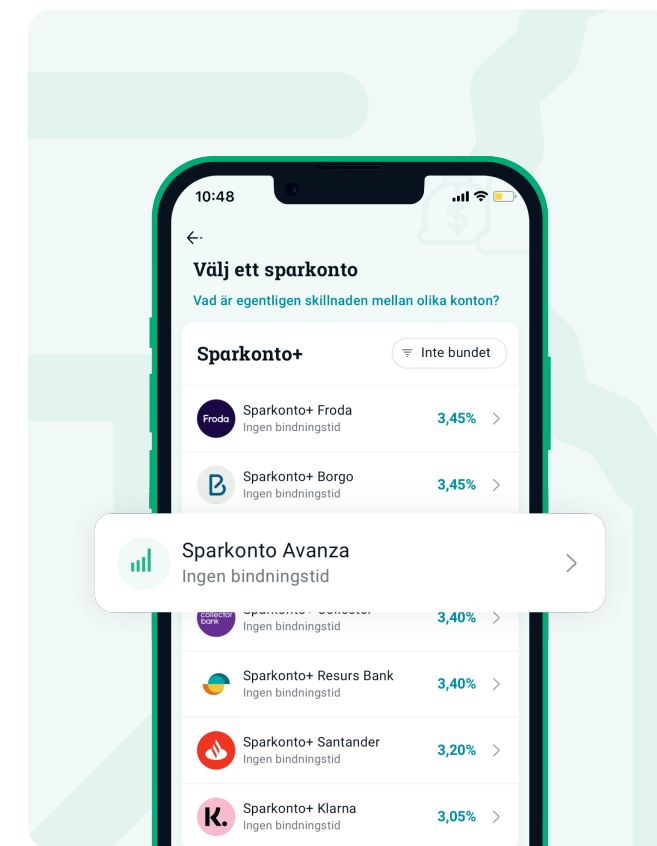 10:48
Välj ett sparkonto
Vad är egentligen skillnaden mellan olika konton?
Sparkonto+
Inte bundet
Froda
Sparkonto+ Froda
3,45%
Ingen bindningstid
Sparkonto+ Borgo
3,45%
Ingen bindningstid
Sparkonto Avanza
Ingen bindningstid
collector
bank
3,40%
Ingen bindningstid
Sparkonto+ Resurs Bank
3,40%
Ingen bindningstid
Sparkonto+ Santander
3,20%
Ingen bindningstid
K.
Sparkonto+ Klarna
3,05%
Ingen bindningstid